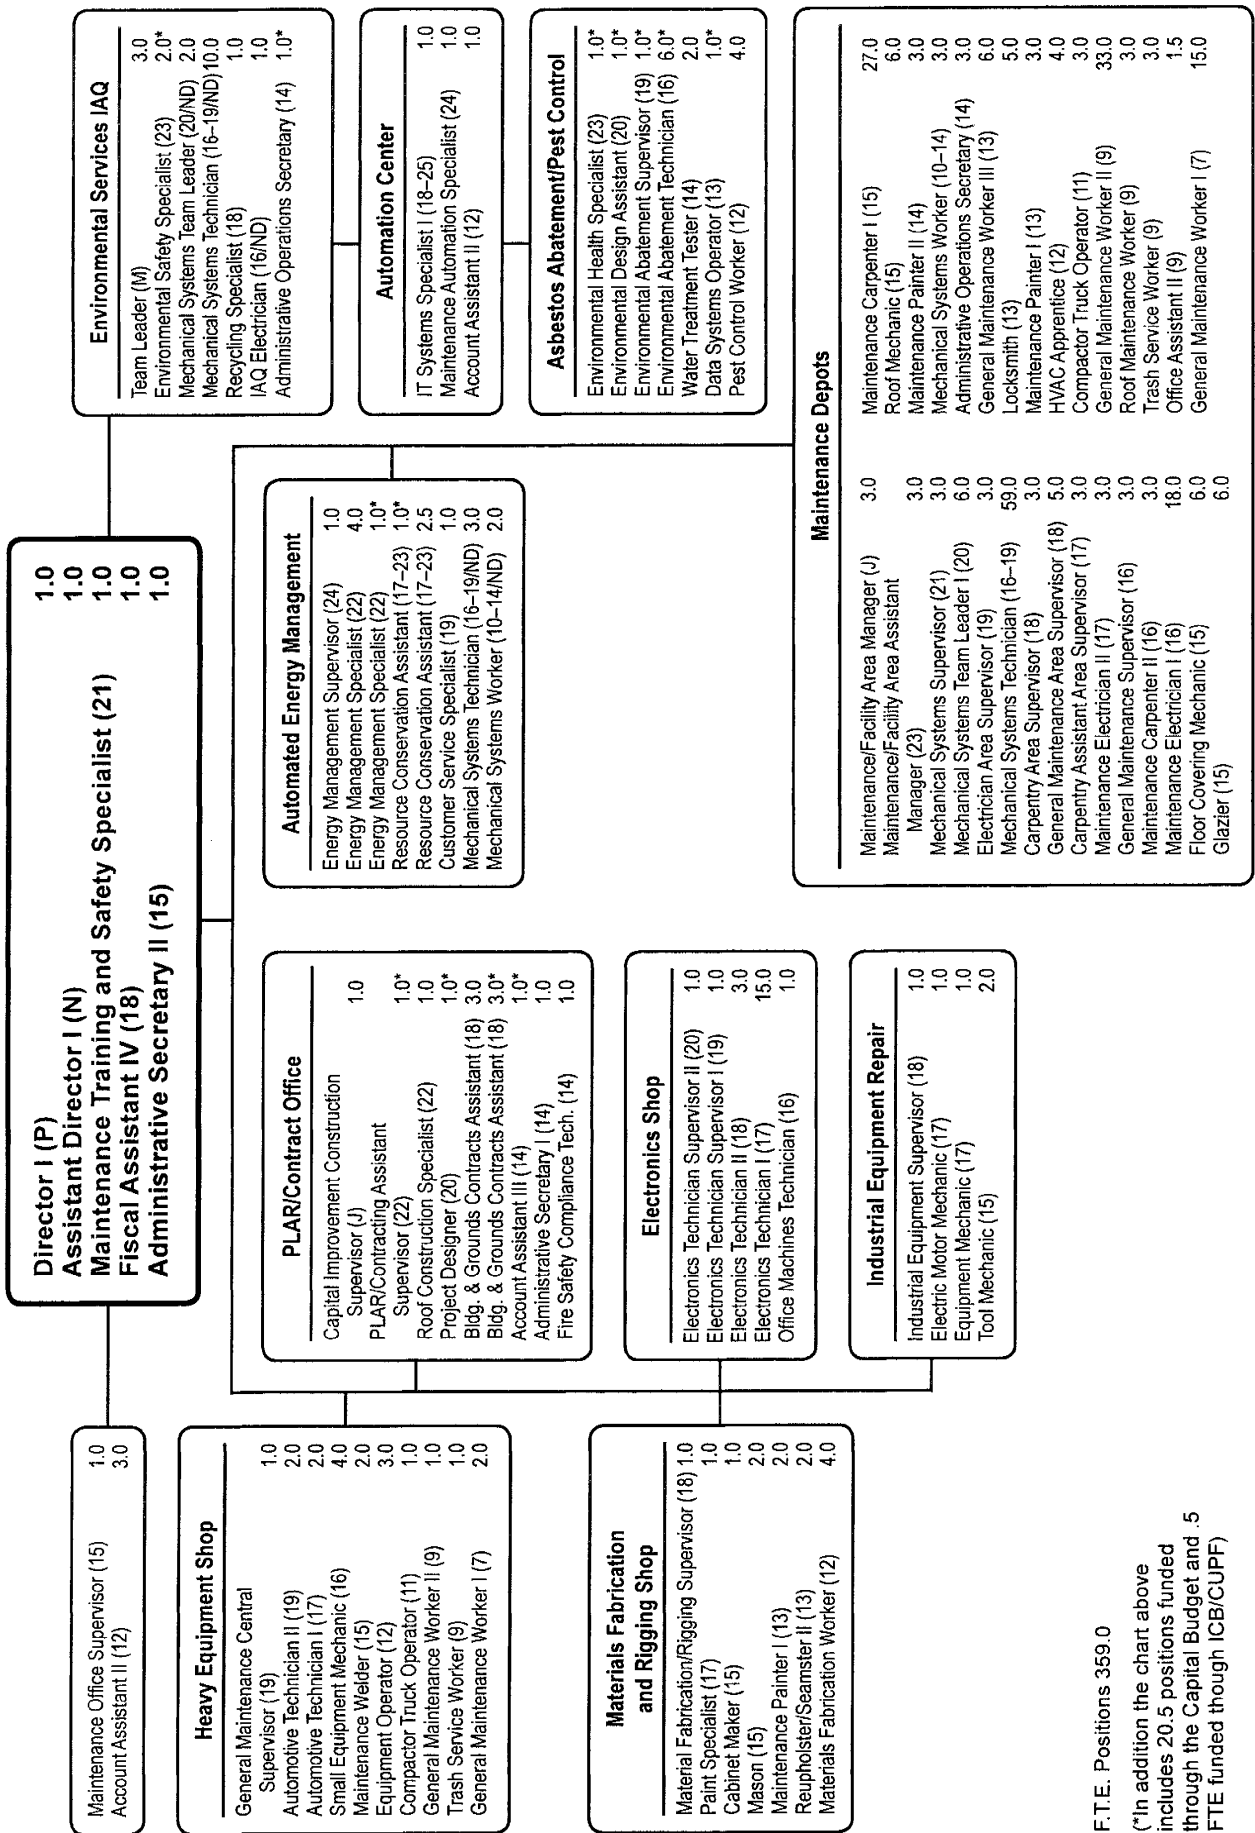 Director I (P) 1.0
Assistant Director I (N) 1.0
Maintenance Training and Safety Specialist (21) 1.0
Fiscal Assistant IV (18) 1.0
Administrative Secretary II (15) 1.0
Maintenance Office Supervisor (15) 1.0
Account Assistant II (12) 3.0
Heavy Equipment Shop
General Maintenance Central
Supervisor (19) 1.0
Automotive Technician II (19) 2.0
Automotive Technician I (17) 2.0
Small Equipment Mechanic (16) 4.0
Maintenance Welder (15) 2.0
Equipment Operator (12) 3.0
Compactor Truck Operator (11) 1.0
General Maintenance Worker II (9) 1.0
Trash Service Worker (9) 1.0
General Maintenance Worker I (7) 2.0
Materials Fabrication
and Rigging Shop
Material Fabrication/Rigging Supervisor (18) 1.0
Paint Specialist (17) 1.0
Cabinet Maker (15) 1.0
Mason (15) 2.0
Maintenance Painter I (13) 2.0
Reupholster/Seamster II (13) 2.0
Materials Fabrication Worker (12) 4.0
PLAR/Contract Office
Capital Improvement Construction
Supervisor (J) 1.0
PLAR/Contracting Assistant
Supervisor (22) 1.0*
Roof Construction Specialist (22) 1.0
Project Designer (20) 1.0*
Bldg. & Grounds Contracts Assistant (18) 3.0
Bldg. & Grounds Contracts Assistant (18) 3.0*
Account Assistant III (14) 1.0*
Administrative Secretary I (14) 1.0
Fire Safety Compliance Tech. (14) 1.0
Electronics Shop
Electronics Technician Supervisor II (20) 1.0
Electronics Technician Supervisor I (19) 1.0
Electronics Technician II (18) 3.0
Electronics Technician I (17) 15.0
Office Machines Technician (16) 1.0
Industrial Equipment Repair
Industrial Equipment Supervisor (18) 1.0
Electric Motor Mechanic (17) 1.0
Equipment Mechanic (17) 1.0
Tool Mechanic (15) 2.0
Automated Energy Management
Energy Management Supervisor (24) 1.0
Energy Management Specialist (22) 4.0
Energy Management Specialist (22) 1.0*
Resource Conservation Assistant (17–23) 1.0*
Resource Conservation Assistant (17–23) 2.5
Customer Service Specialist (19) 1.0
Mechanical Systems Technician (16–19/ND) 3.0
Mechanical Systems Worker (10–14/ND) 2.0
Environmental Services IAQ
Team Leader (M) 3.0
Environmental Safety Specialist (23) 2.0*
Mechanical Systems Team Leader (20/ND) 2.0
Mechanical Systems Technician (16–19/ND) 10.0
Recycling Specialist (18) 1.0
IAQ Electrician (16/ND) 1.0
Administrative Operations Secretary (14) 1.0*
Automation Center
IT Systems Specialist I (18–25) 1.0
Maintenance Automation Specialist (24) 1.0
Account Assistant II (12) 1.0
Asbestos Abatement/Pest Control
Environmental Health Specialist (23) 1.0*
Environmental Design Assistant (20) 1.0*
Environmental Abatement Supervisor (19) 1.0*
Environmental Abatement Technician (16) 6.0*
Water Treatment Tester (14) 2.0
Data Systems Operator (13) 1.0*
Pest Control Worker (12) 4.0
Maintenance Depots
Maintenance/Facility Area Manager (J) 3.0
Maintenance/Facility Area Assistant
Manager (23) 3.0
Mechanical Systems Supervisor (21) 3.0
Mechanical Systems Team Leader I (20) 6.0
Electrician Area Supervisor (19) 3.0
Mechanical Systems Technician (16–19) 59.0
Carpentry Area Supervisor (18) 3.0
General Maintenance Area Supervisor (18) 5.0
Carpentry Assistant Area Supervisor (17) 3.0
Maintenance Electrician II (17) 3.0
General Maintenance Supervisor (16) 3.0
Maintenance Carpenter II (16) 3.0
Maintenance Electrician I (16) 18.0
Floor Covering Mechanic (15) 6.0
Glazier (15) 6.0
Maintenance Carpenter I (15) 27.0
Roof Mechanic (15) 6.0
Maintenance Painter II (14) 3.0
Mechanical Systems Worker (10–14) 3.0
Administrative Operations Secretary (14) 3.0
General Maintenance Worker III (13) 6.0
Locksmith (13) 5.0
Maintenance Painter I (13) 3.0
HVAC Apprentice (12) 4.0
Compactor Truck Operator (11) 3.0
General Maintenance Worker II (9) 33.0
Roof Maintenance Worker (9) 3.0
Trash Service Worker (9) 3.0
Office Assistant II (9) 1.5
General Maintenance Worker I (7) 15.0
F.T.E. Positions 359.0
(*In addition the chart above
includes 20.5 positions funded
through the Capital Budget and .5
FTE funded though ICB/CUPF)